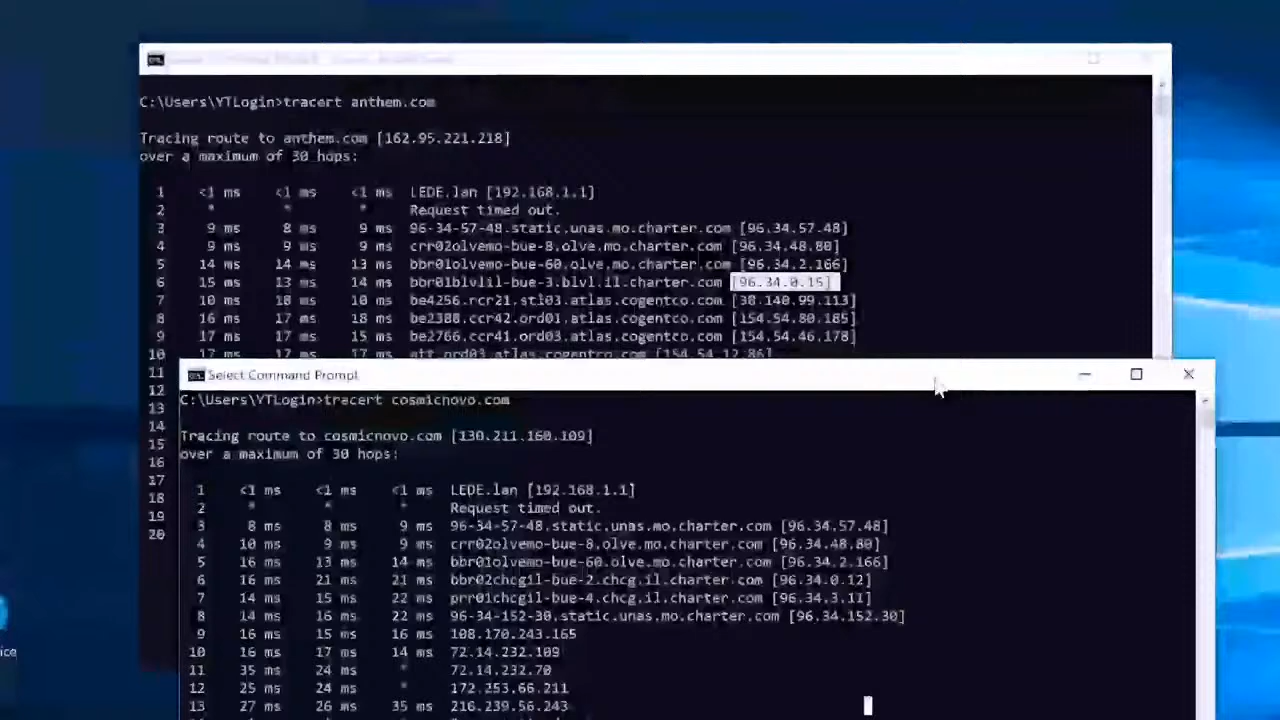 C:\Users\YTLogin>tracert anthem.com
Tracing route to anthem.com [162.95.221.218]
over a maximum of 30 hops:
1 <1 ms <1 ms <1 ms LEDE.lan [192.168.1.1]
2 * * * Request timed out.
3 9 ms 8 ms 9 ms 96-34-57-48.static.unas.mo.charter.com [96.34.57.48]
4 9 ms 9 ms 9 ms crr02olvemo-bue-8.olve.mo.charter.com [96.34.48.80]
5 14 ms 14 ms 13 ms bbr01olvemo-bue-60.olve.mo.charter.com [96.34.2.166]
6 15 ms 13 ms 14 ms bbr01blvlil-bue-3.blvl.il.charter.com [96.34.0.15]
7 10 ms 10 ms 10 ms be4256.rcr21.stl03.atlas.cogentco.com [38.140.99.113]
8 16 ms 17 ms 18 ms be2388.ccr42.ord01.atlas.cogentco.com [154.54.80.185]
9 17 ms 17 ms 15 ms be2766.ccr41.ord03.atlas.cogentco.com [154.54.46.178]
10 17 ms 17 ms 17 ms att.ord03.atlas.cogentco.com [154.54.12.86]
11
12
13
14
15
16
17
18
19
20
Select Command Prompt
C:\Users\YTLogin>tracert cosmicnovo.com
Tracing route to cosmicnovo.com [130.211.160.109]
over a maximum of 30 hops:
1 <1 ms <1 ms <1 ms LEDE.lan [192.168.1.1]
2 * * * Request timed out.
3 8 ms 8 ms 9 ms 96-34-57-48.static.unas.mo.charter.com [96.34.57.48]
4 10 ms 9 ms 9 ms crr02olvemo-bue-8.olve.mo.charter.com [96.34.48.80]
5 16 ms 13 ms 14 ms bbr01olvemo-bue-60.olve.mo.charter.com [96.34.2.166]
6 16 ms 21 ms 21 ms bbr02chcgil-bue-2.chcg.il.charter.com [96.34.0.12]
7 14 ms 15 ms 22 ms prr01chcgil-bue-4.chcg.il.charter.com [96.34.3.11]
8 14 ms 16 ms 22 ms 96-34-152-30.static.unas.mo.charter.com [96.34.152.30]
9 16 ms 15 ms 16 ms 108.170.243.165
10 16 ms 17 ms 14 ms 72.14.232.109
11 35 ms 24 ms * 72.14.232.70
12 25 ms 24 ms * 172.253.66.211
13 27 ms 26 ms 35 ms 216.239.56.243
ice